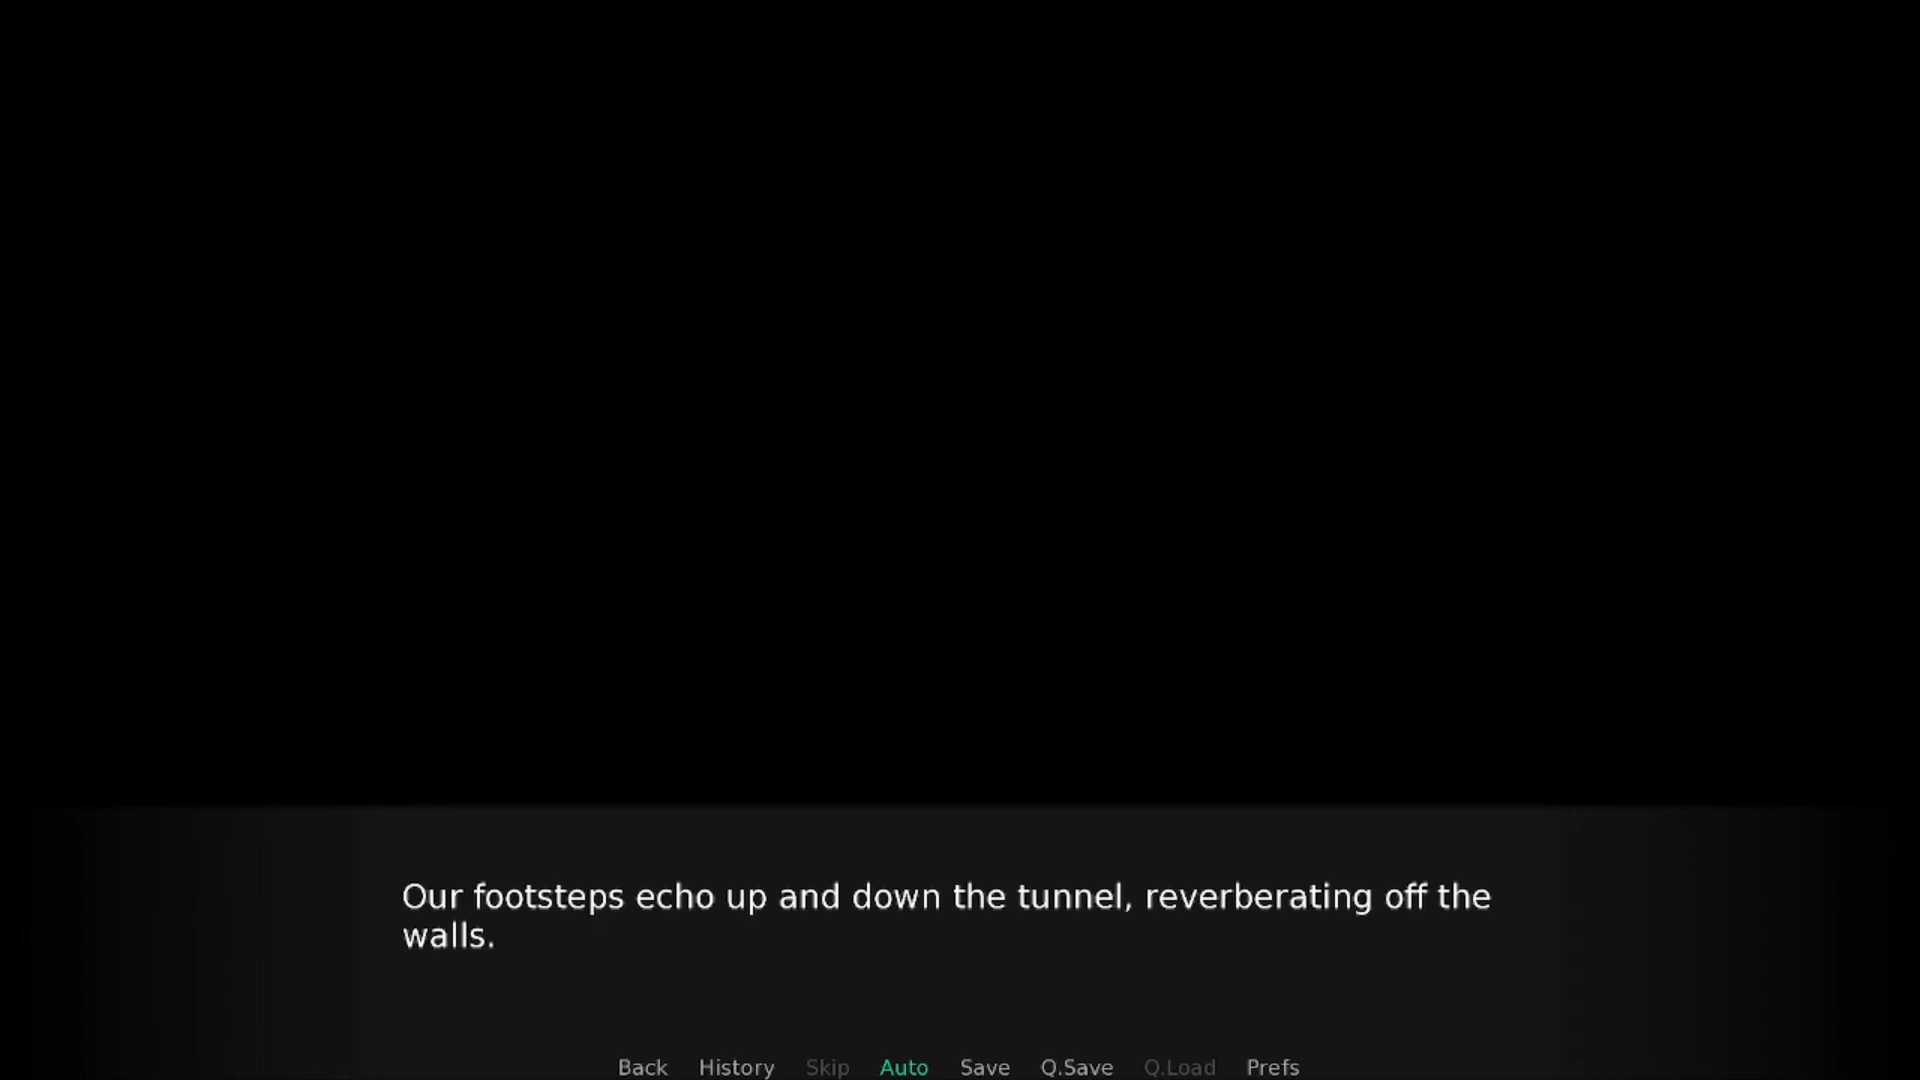 Our footsteps echo up and down the tunnel, reverberating off the
walls.
Back History Skip Auto Save Q.Save Q.Load Prefs